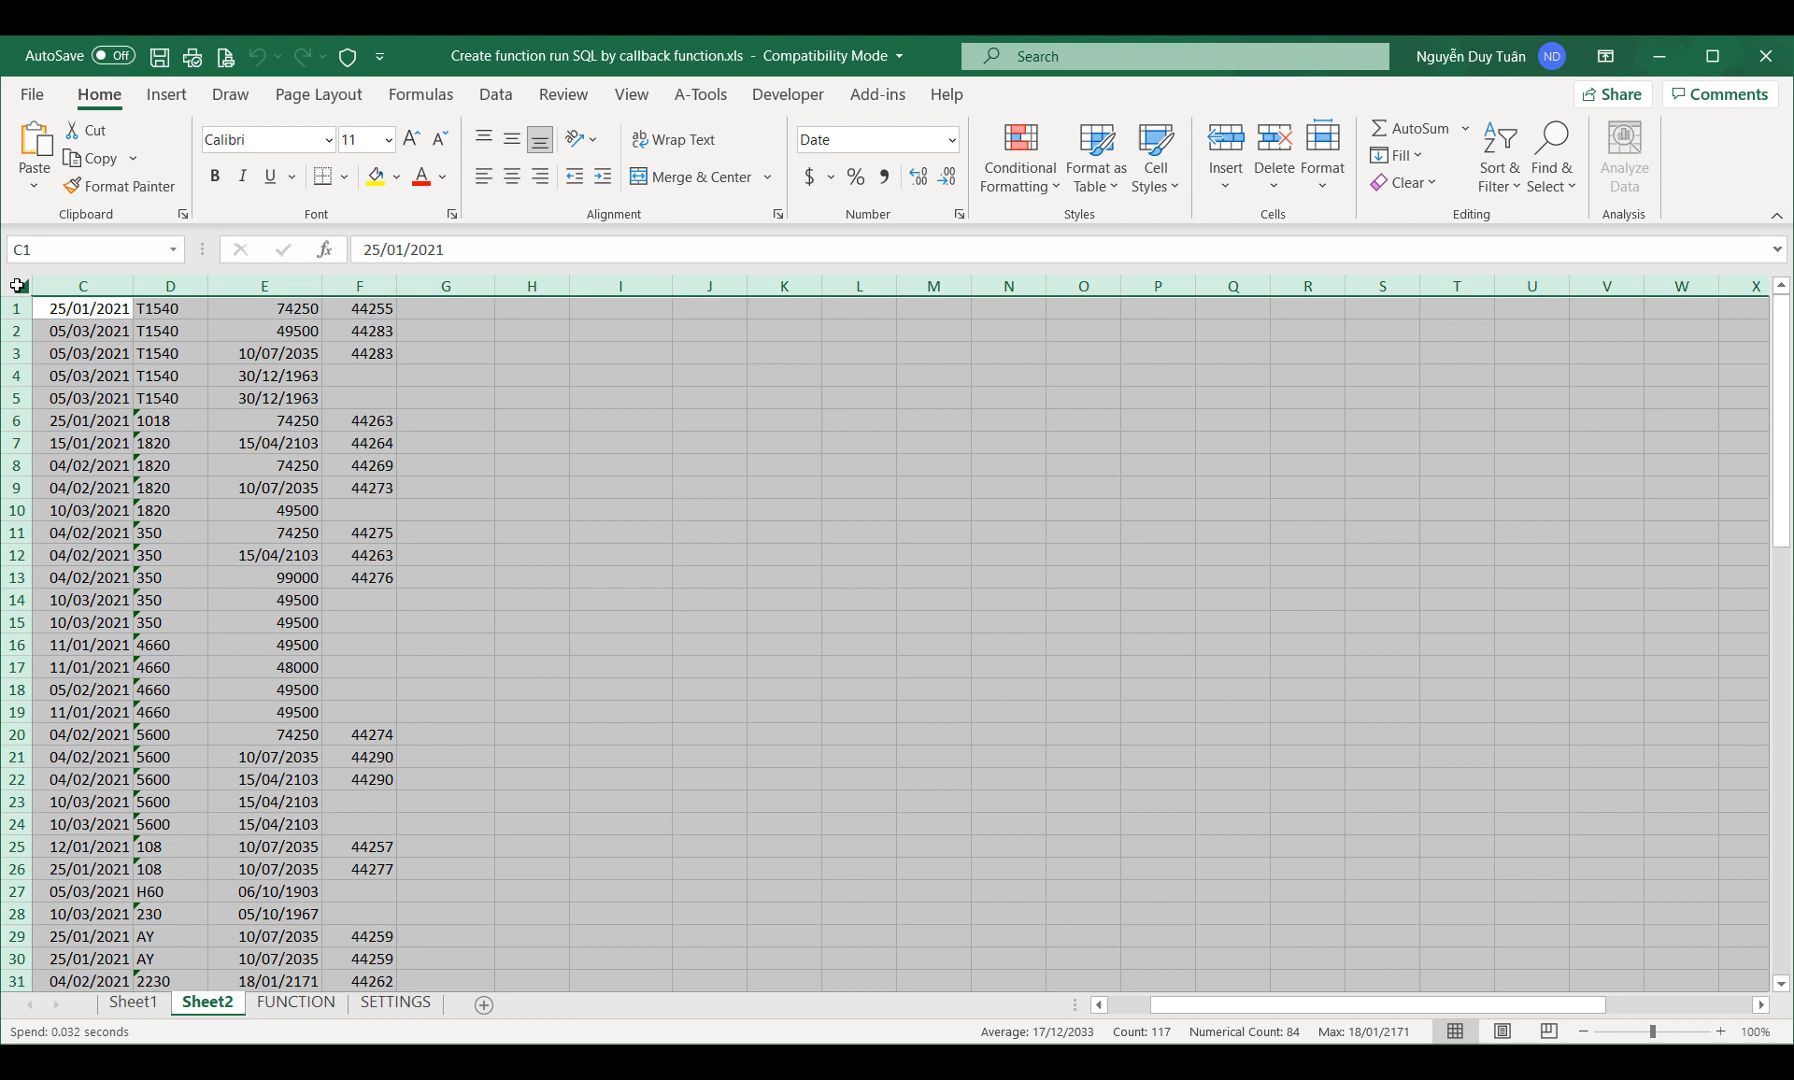 AutoSave Off Create function run SQL by callback function.xls - Compatibility Mode Search Nguyễn Duy Tuân ND
File Home Insert Draw Page Layout Formulas Data Review View A-Tools Developer Add-ins Help Share Comments
Paste Cut Copy Format Painter Clipboard
Calibri 11 B I U A Font
Wrap Text Merge & Center Alignment
Date $ % Number
Conditional Formatting Format as Table Cell Styles Styles
Insert Delete Format Cells
AutoSum Fill Clear Sort & Filter Find & Select Editing
Analyze Data Analysis
C1 fx 25/01/2021
C D E F G H I J K L M N O P Q R S T U V W X
1 25/01/2021 T1540 74250 44255
2 05/03/2021 T1540 49500 44283
3 05/03/2021 T1540 10/07/2035 44283
4 05/03/2021 T1540 30/12/1963
5 05/03/2021 T1540 30/12/1963
6 25/01/2021 1018 74250 44263
7 15/01/2021 1820 15/04/2103 44264
8 04/02/2021 1820 74250 44269
9 04/02/2021 1820 10/07/2035 44273
10 10/03/2021 1820 49500
11 04/02/2021 350 74250 44275
12 04/02/2021 350 15/04/2103 44263
13 04/02/2021 350 99000 44276
14 10/03/2021 350 49500
15 10/03/2021 350 49500
16 11/01/2021 4660 49500
17 11/01/2021 4660 48000
18 05/02/2021 4660 49500
19 11/01/2021 4660 49500
20 04/02/2021 5600 74250 44274
21 04/02/2021 5600 10/07/2035 44290
22 04/02/2021 5600 15/04/2103 44290
23 10/03/2021 5600 15/04/2103
24 10/03/2021 5600 15/04/2103
25 12/01/2021 108 10/07/2035 44257
26 25/01/2021 108 10/07/2035 44277
27 05/03/2021 H60 06/10/1903
28 10/03/2021 230 05/10/1967
29 25/01/2021 AY 10/07/2035 44259
30 25/01/2021 AY 10/07/2035 44259
31 04/02/2021 2230 18/01/2171 44262
Sheet1 Sheet2 FUNCTION SETTINGS
Spend: 0.032 seconds Average: 17/12/2033 Count: 117 Numerical Count: 84 Max: 18/01/2171 100%